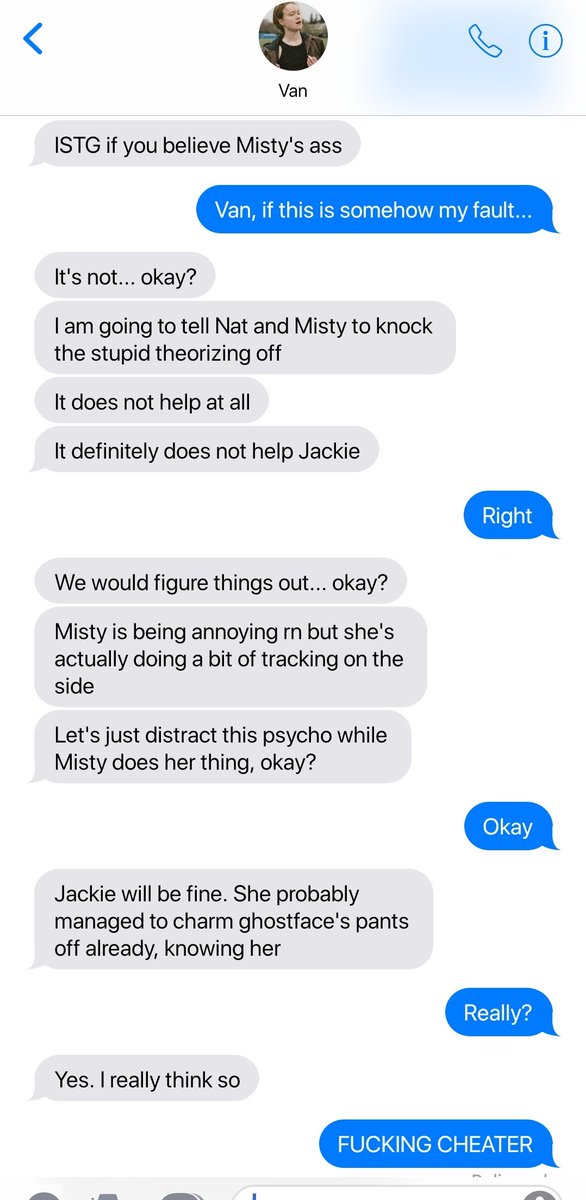 Van
ISTG if you believe Misty's ass
Van, if this is somehow my fault...
It's not... okay?
I am going to tell Nat and Misty to knock
the stupid theorizing off
It does not help at all
It definitely does not help Jackie
Right
We would figure things out... okay?
Misty is being annoying rn but she's
actually doing a bit of tracking on the
side
Let's just distract this psycho while
Misty does her thing, okay?
Okay
Jackie will be fine. She probably
managed to charm ghostface's pants
off already, knowing her
Really?
Yes. I really think so
FUCKING CHEATER